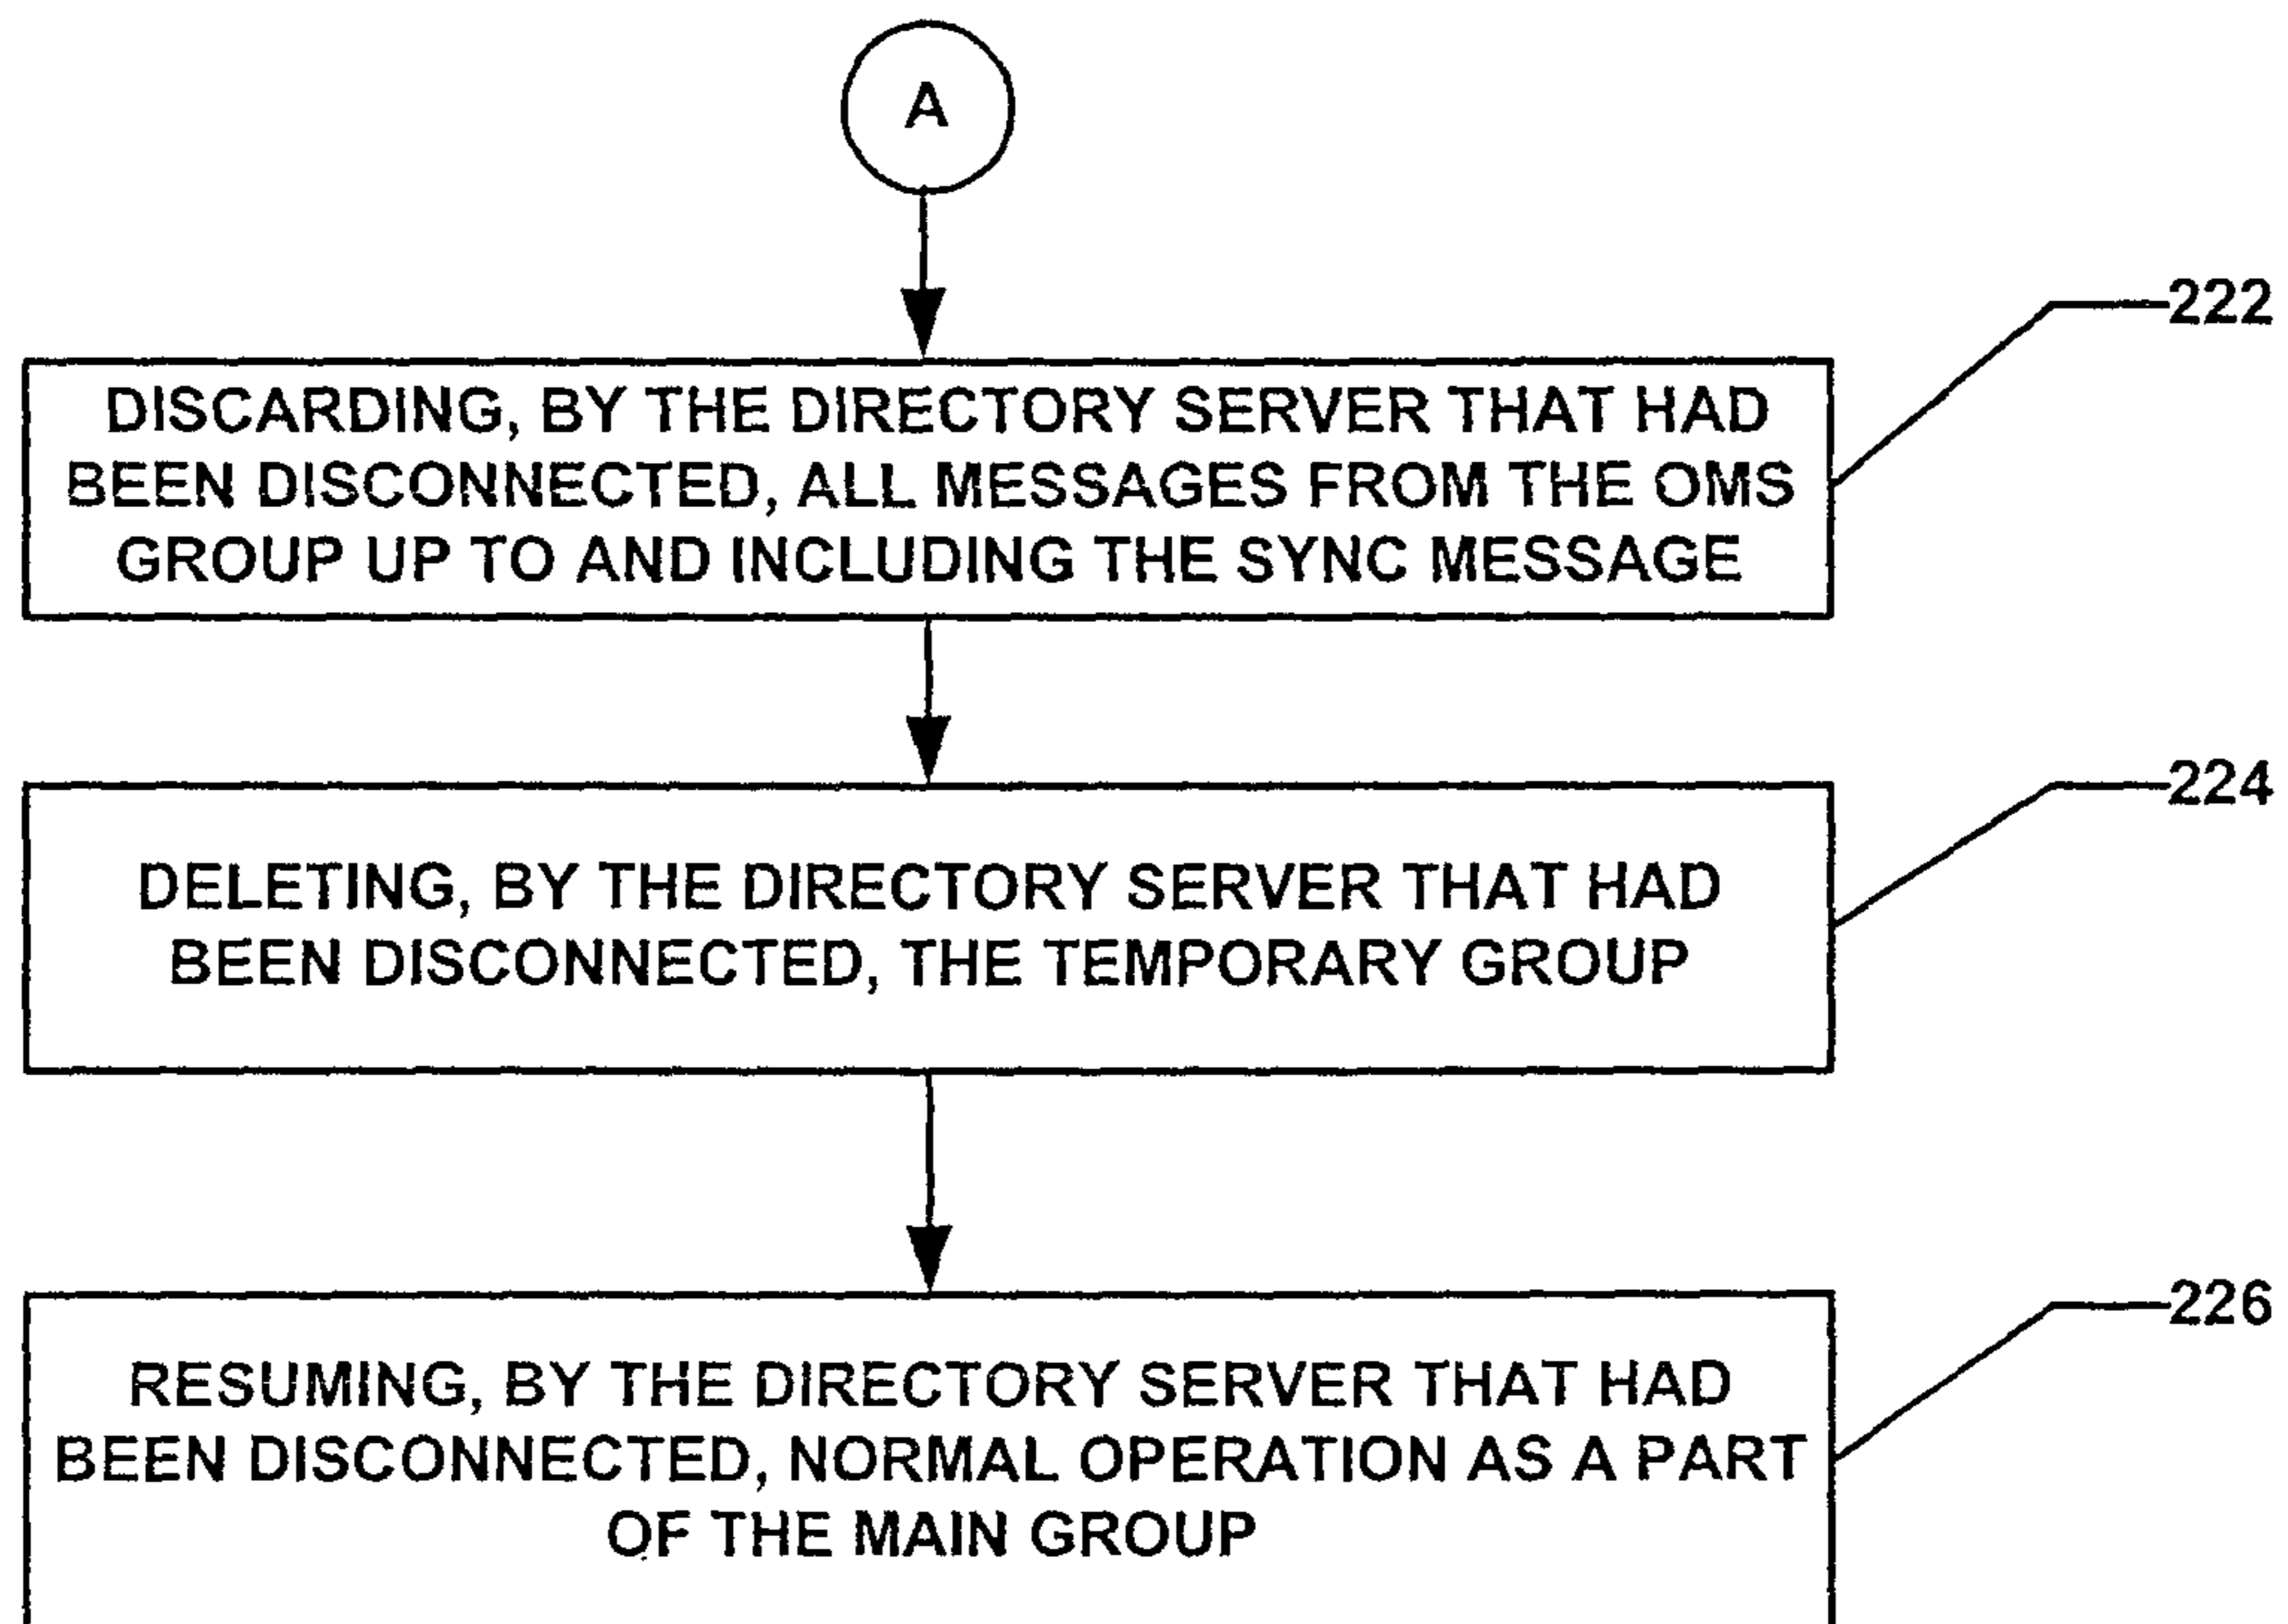 A
222
DISCARDING, BY THE DIRECTORY SERVER THAT HAD
BEEN DISCONNECTED, ALL MESSAGES FROM THE OMS
GROUP UP TO AND INCLUDING THE SYNC MESSAGE
224
DELETING, BY THE DIRECTORY SERVER THAT HAD
BEEN DISCONNECTED, THE TEMPORARY GROUP
226
RESUMING, BY THE DIRECTORY SERVER THAT HAD
BEEN DISCONNECTED, NORMAL OPERATION AS A PART
OF THE MAIN GROUP